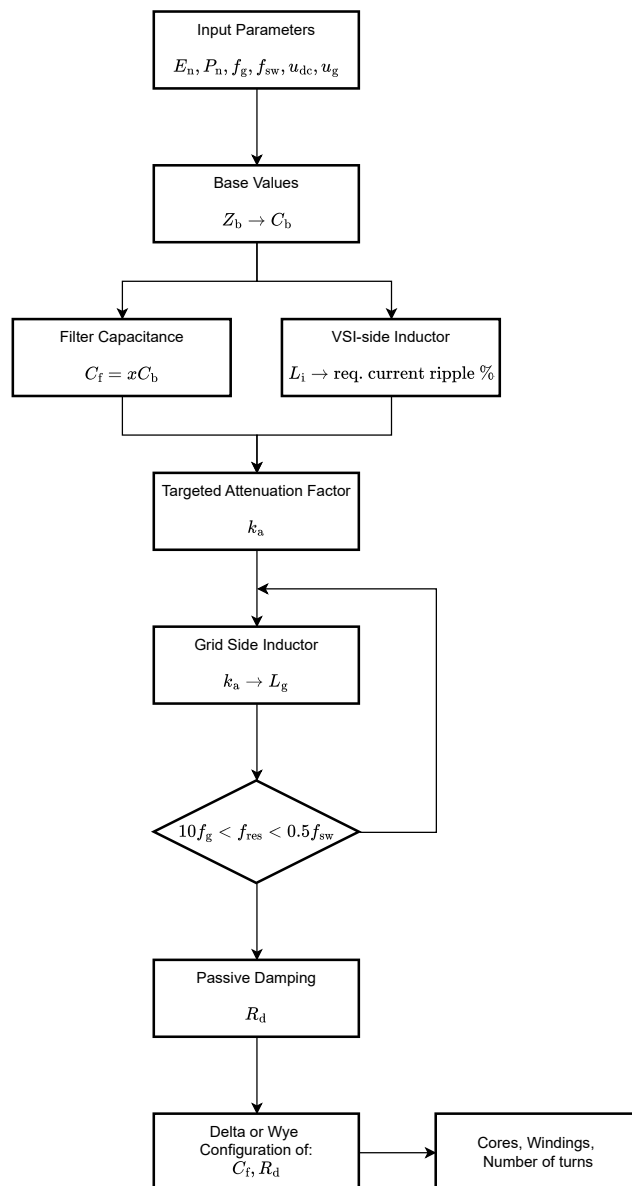 Input Parameters
Eₙ, Pₙ, f_g, f_sw, u_dc, u_g
Base Values
Z_b → C_b
Filter Capacitance
C_f = xC_b
VSI-side Inductor
L_i → req. current ripple %
Targeted Attenuation Factor
k_a
Grid Side Inductor
k_a → L_g
10f_g < f_res < 0.5f_sw
Passive Damping
R_d
Delta or Wye
Configuration of:
C_f, R_d
Cores, Windings,
Number of turns